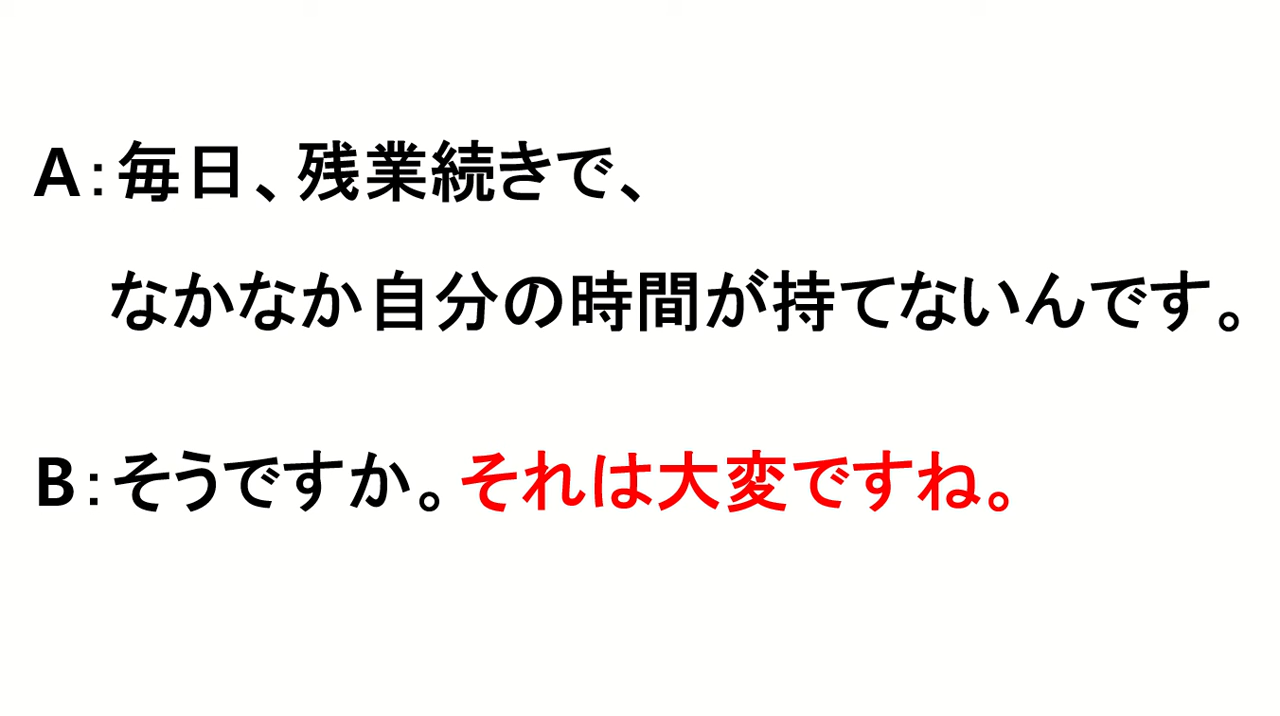 A：毎日、残業続きで、
なかなか自分の時間が持てないんです。
B：そうですか。それは大変ですね。